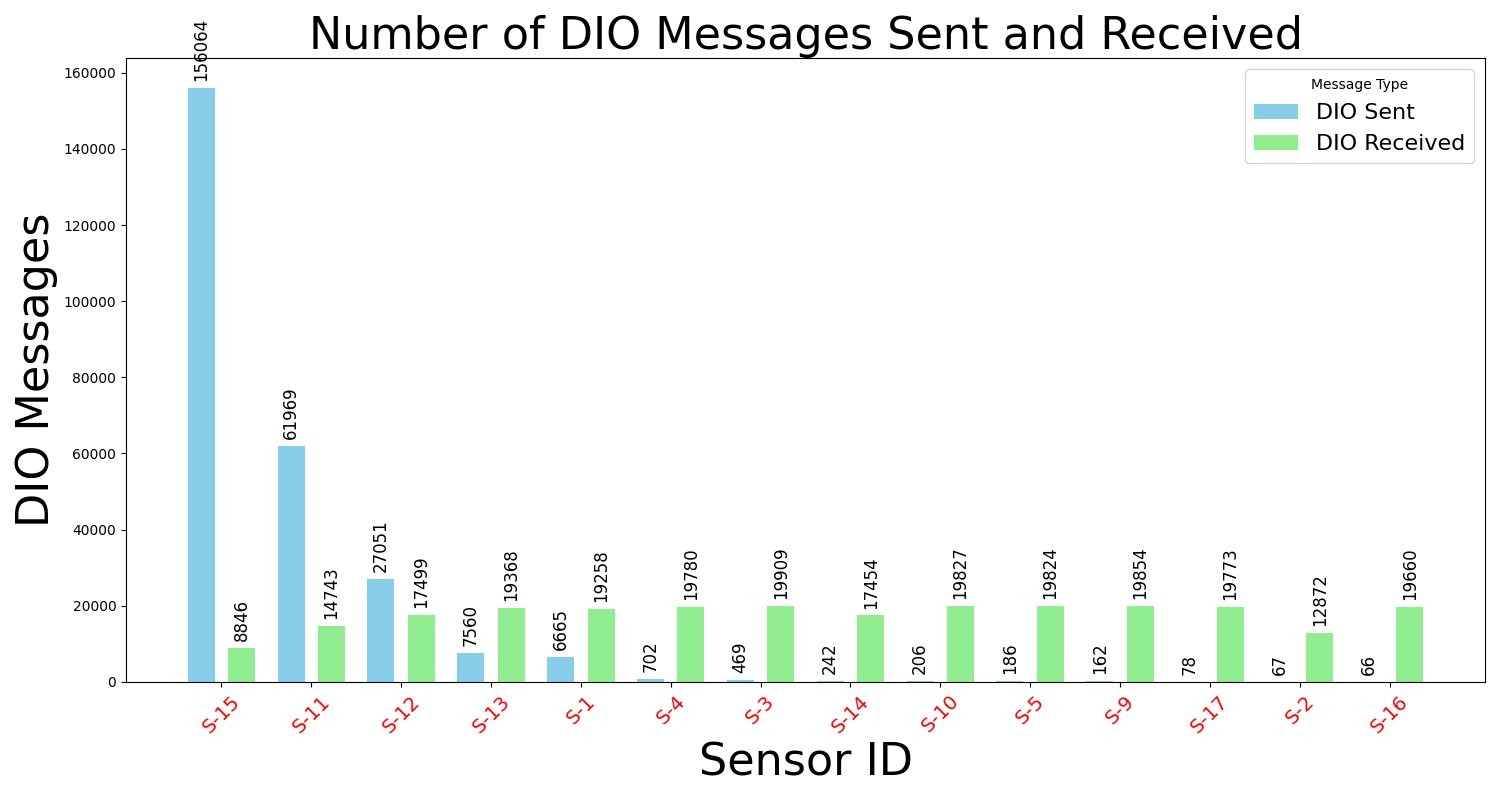 Number of DIO Messages Sent and Received
Message Type
DIO Sent
DIO Received
DIO Messages
160000
140000
120000
100000
80000
60000
40000
20000
0
156064
8846
61969
14743
27051
17499
7560
19368
6665
19258
702
19780
469
19909
242
17454
206
19827
186
19824
162
19854
78
19773
67
12872
66
19660
S-15
S-11
S-12
S-13
S-1
S-4
S-3
S-14
S-10
S-5
S-9
S-17
S-2
S-16
Sensor ID